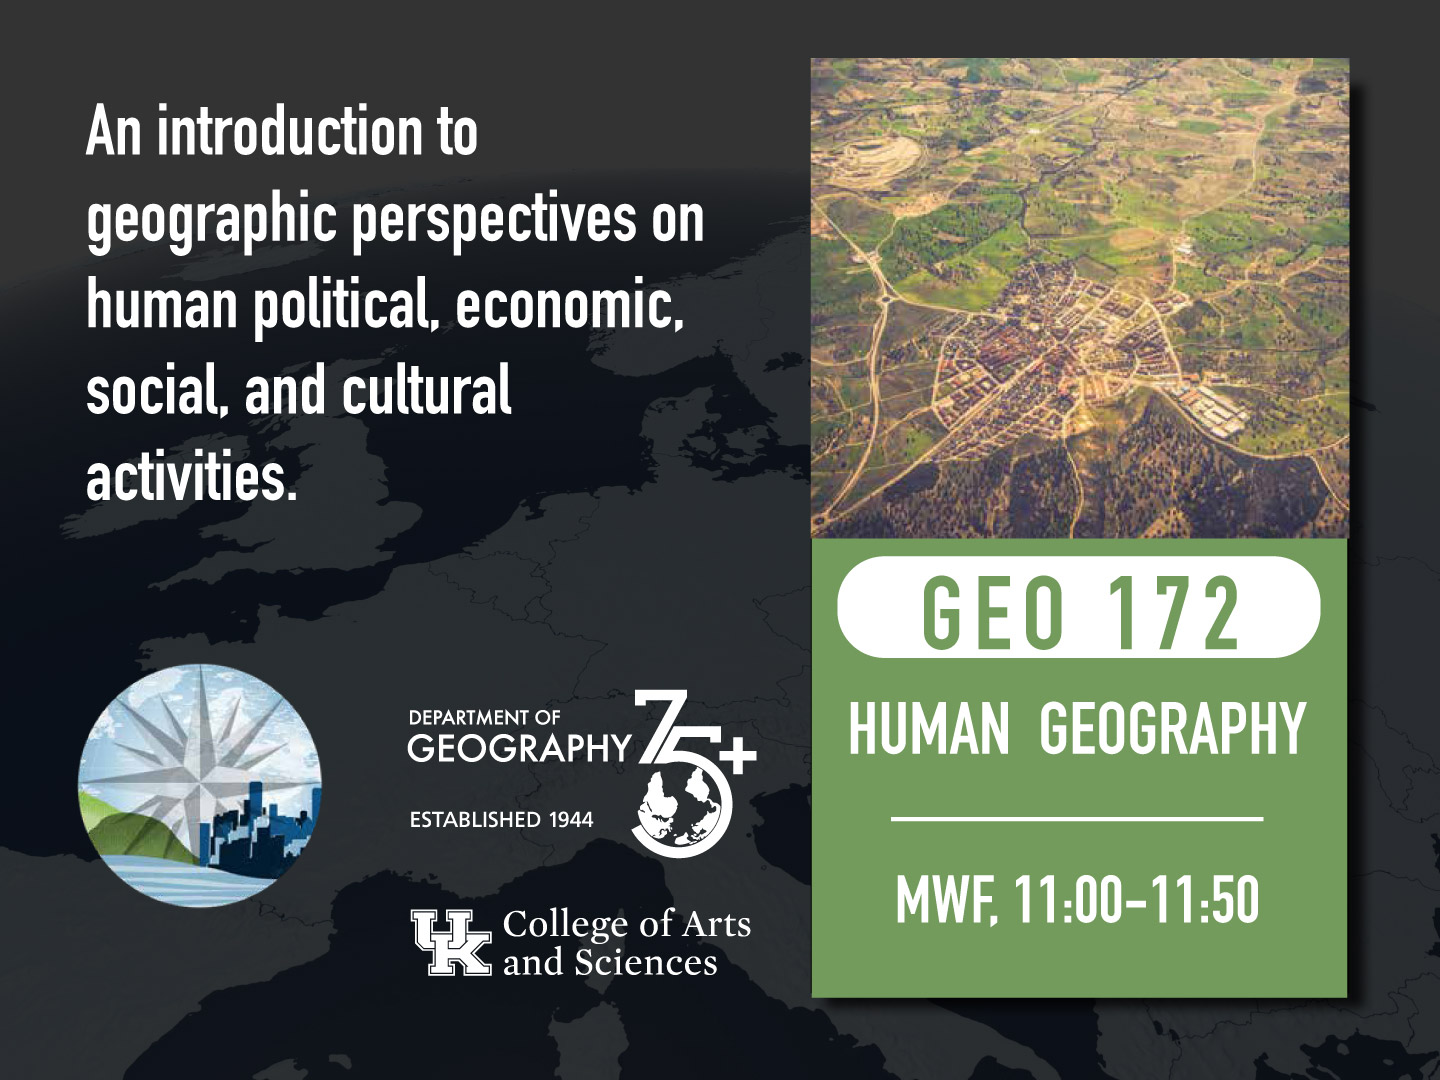 An introduction to
geographic perspectives on
human political, economic,
social, and cultural
activities.
DEPARTMENT OF
GEOGRAPHY
75+
ESTABLISHED 1944
UK
College of Arts
and Sciences
GEO 172
HUMAN GEOGRAPHY
MWF, 11:00-11:50